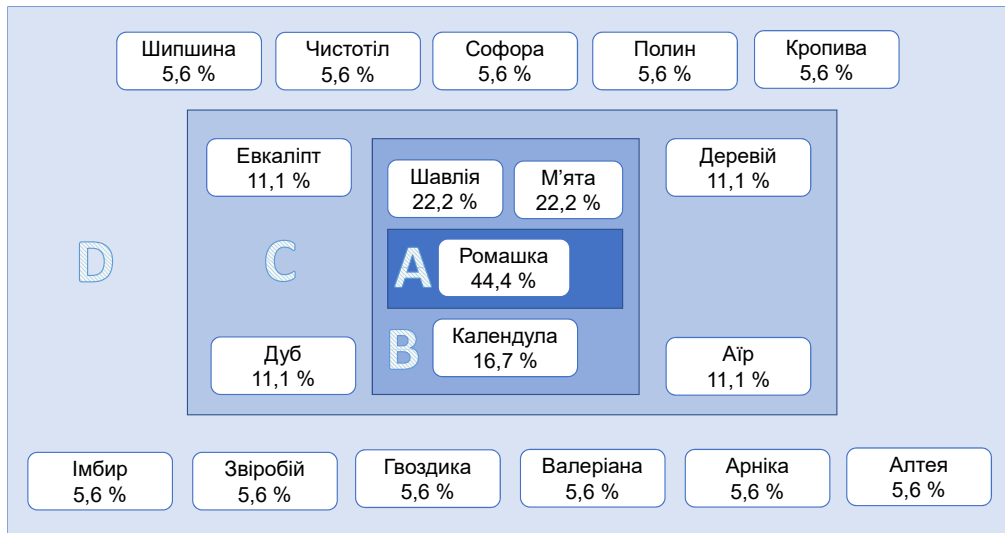 Шипшина
5,6 %
Чистотіл
5,6 %
Софора
5,6 %
Полин
5,6 %
Кропива
5,6 %
Евкаліпт
11,1 %
Шавлія
22,2 %
М’ята
22,2 %
Деревій
11,1 %
D
C
A
Ромашка
44,4 %
B
Календула
16,7 %
Дуб
11,1 %
Аїр
11,1 %
Імбир
5,6 %
Звіробій
5,6 %
Гвоздика
5,6 %
Валеріана
5,6 %
Арніка
5,6 %
Алтея
5,6 %